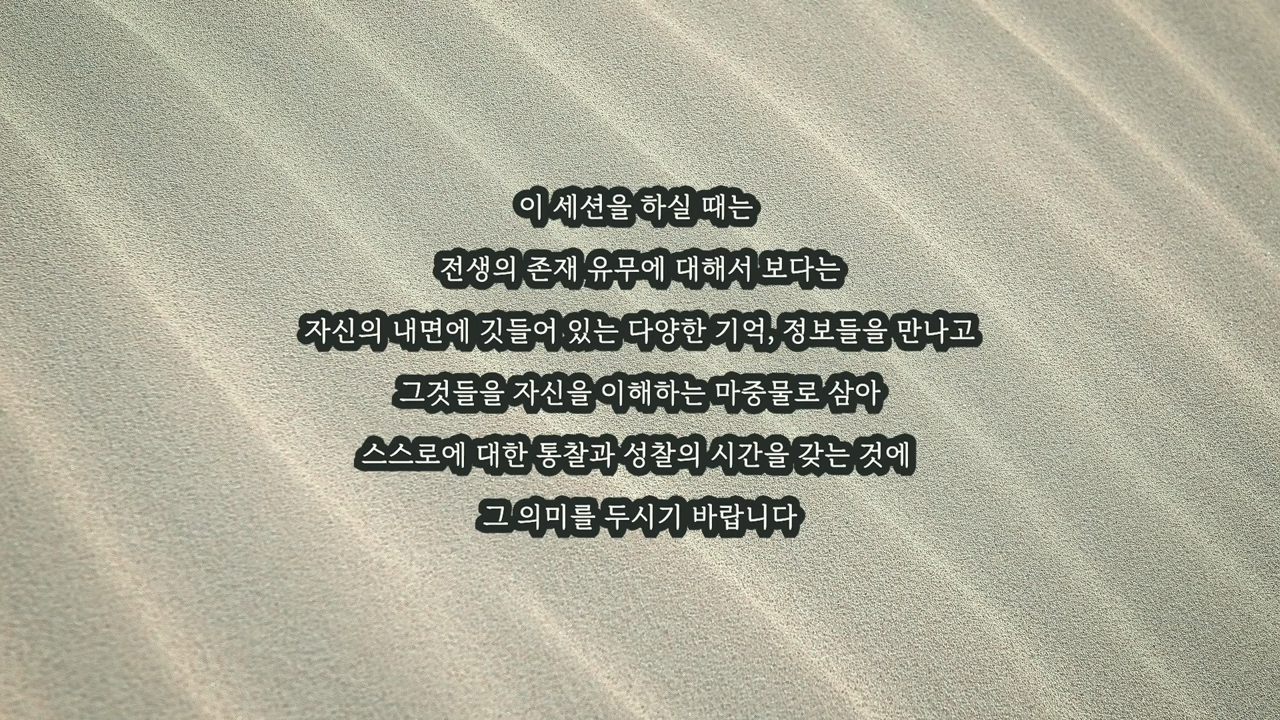 이 세션을 하실 때는
전생의 존재 유무에 대해서 보다는
자신의 내면에 깃들어 있는 다양한 기억, 정보들을 만나고
그것들을 자신을 이해하는 마중물로 삼아
스스로에 대한 통찰과 성찰의 시간을 갖는 것에
그 의미를 두시기 바랍니다